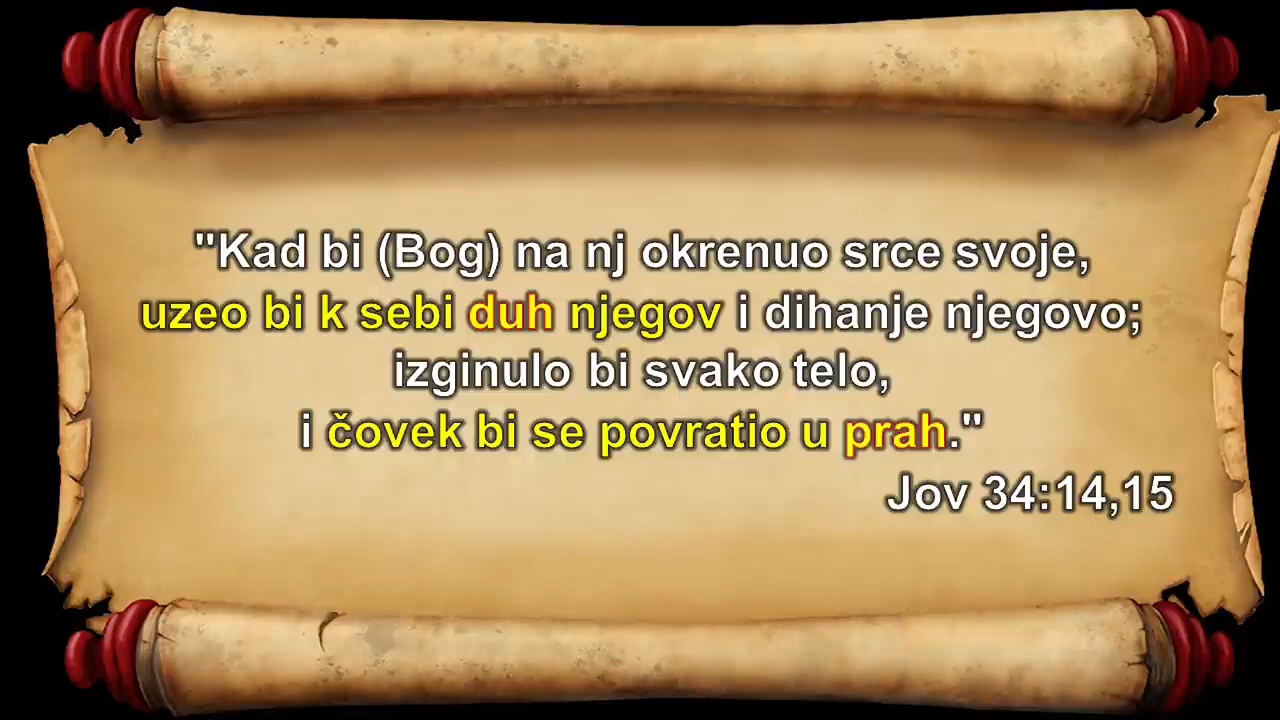 "Kad bi (Bog) na nj okrenuo srce svoje,
uzeo bi k sebi duh njegov i dihanje njegovo;
izginulo bi svako telo,
i čovek bi se povratio u prah."
Jov 34:14,15